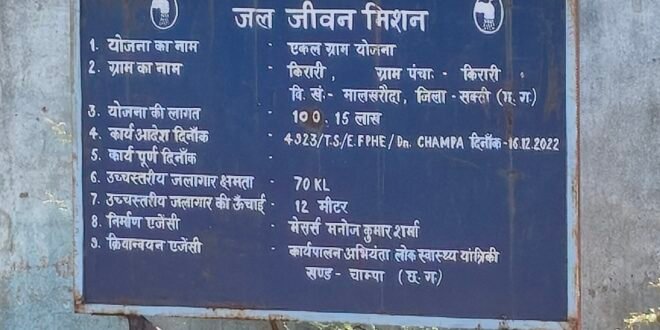 जल जीवन मिशन
1. योजना का नाम - एकल ग्राम योजना
2. ग्राम का नाम - किरारी, ग्राम पंचा:- किरारी
वि. खं:- मालखरौदा, जिला - सक्ती (छ.ग.)
3. योजना की लागत - 100.15 लाख
4. कार्य आदेश दिनाँक - 4923/T.S/E.EPHE/Dn. CHAMPA दिनाँक-16.12.2022
5. कार्य पूर्ण दिनाँक -
6. उच्चस्तरीय जलागार क्षमता - 70 KL
7. उच्चस्तरीय जलागार की ऊँचाई - 12 मीटर
8. निर्माण एजेंसी - मेसर्स मनोज कुमार शर्मा
9. क्रियान्वयन एजेंसी - कार्यपालन अभियंता लोक स्वास्थ्य यांत्रिकी
खण्ड - चाम्पा (छ.ग.)